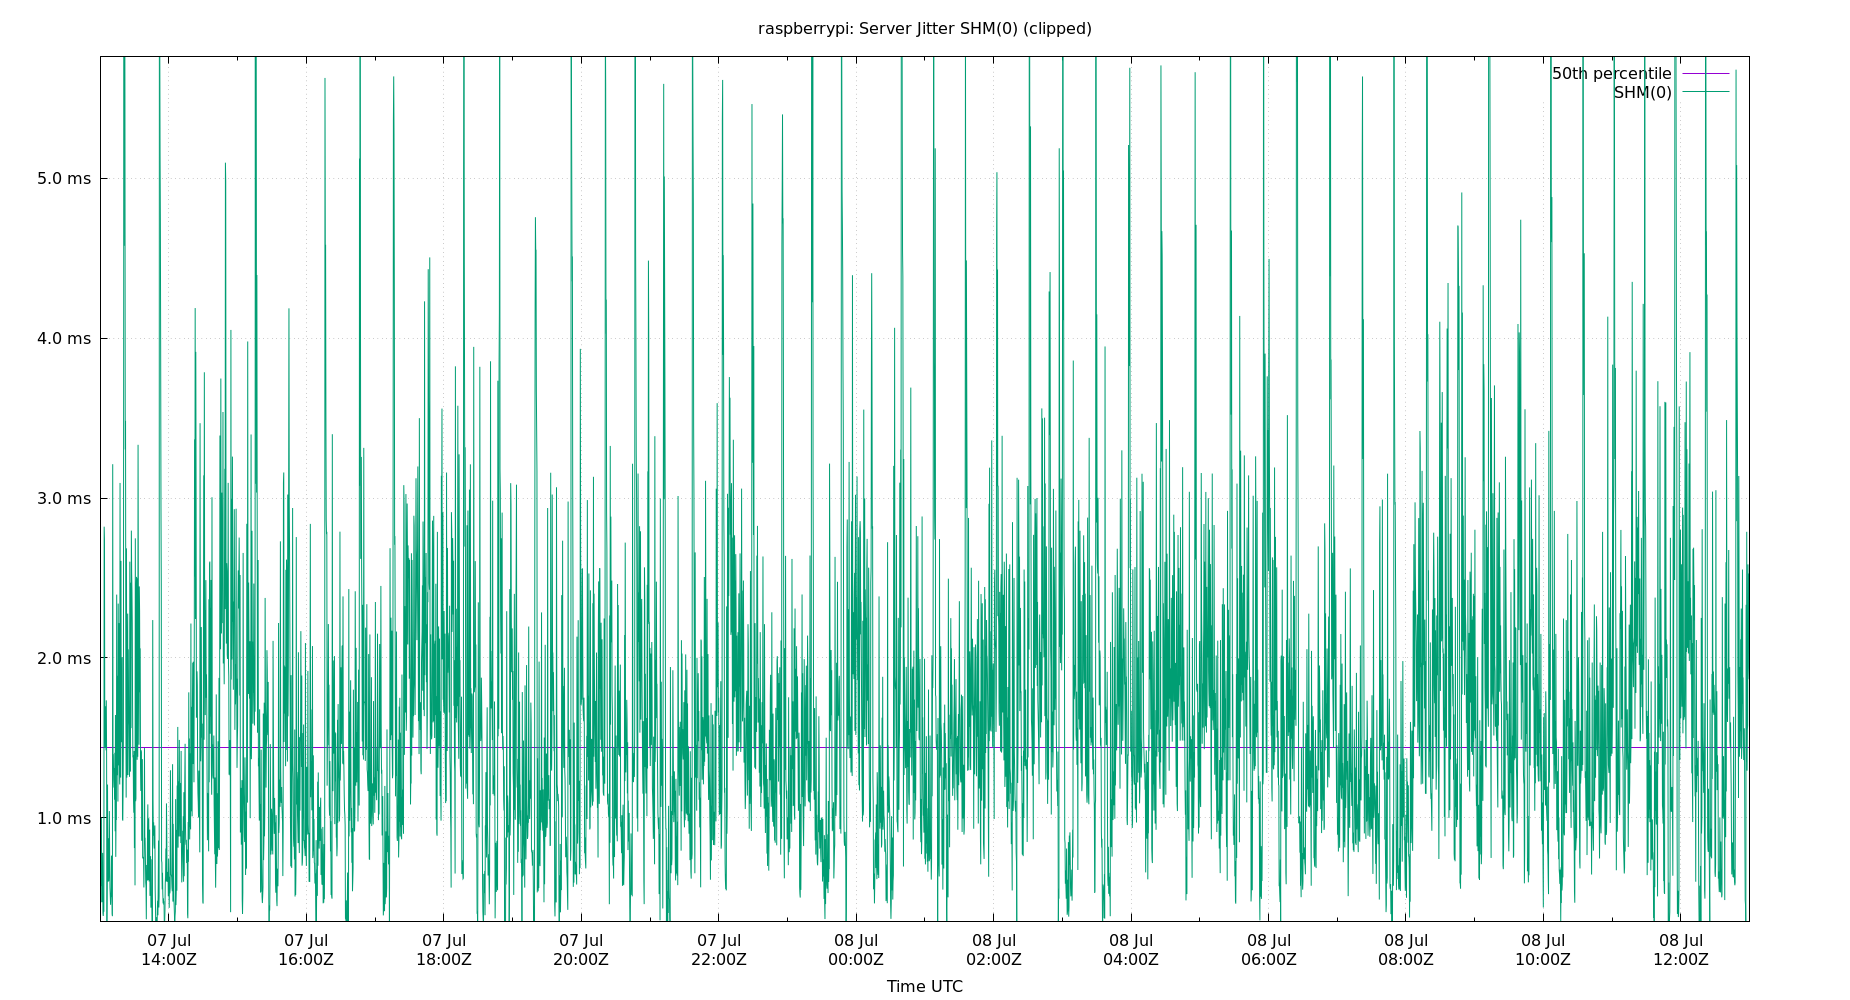 raspberrypi: Server Jitter SHM(0) (clipped)
50th percentile
SHM(0)
5.0 ms
4.0 ms
3.0 ms
2.0 ms
1.0 ms
07 Jul 07 Jul 07 Jul 07 Jul 07 Jul 08 Jul 08 Jul 08 Jul 08 Jul 08 Jul 08 Jul 08 Jul
14:00Z 16:00Z 18:00Z 20:00Z 22:00Z 00:00Z 02:00Z 04:00Z 06:00Z 08:00Z 10:00Z 12:00Z
Time UTC